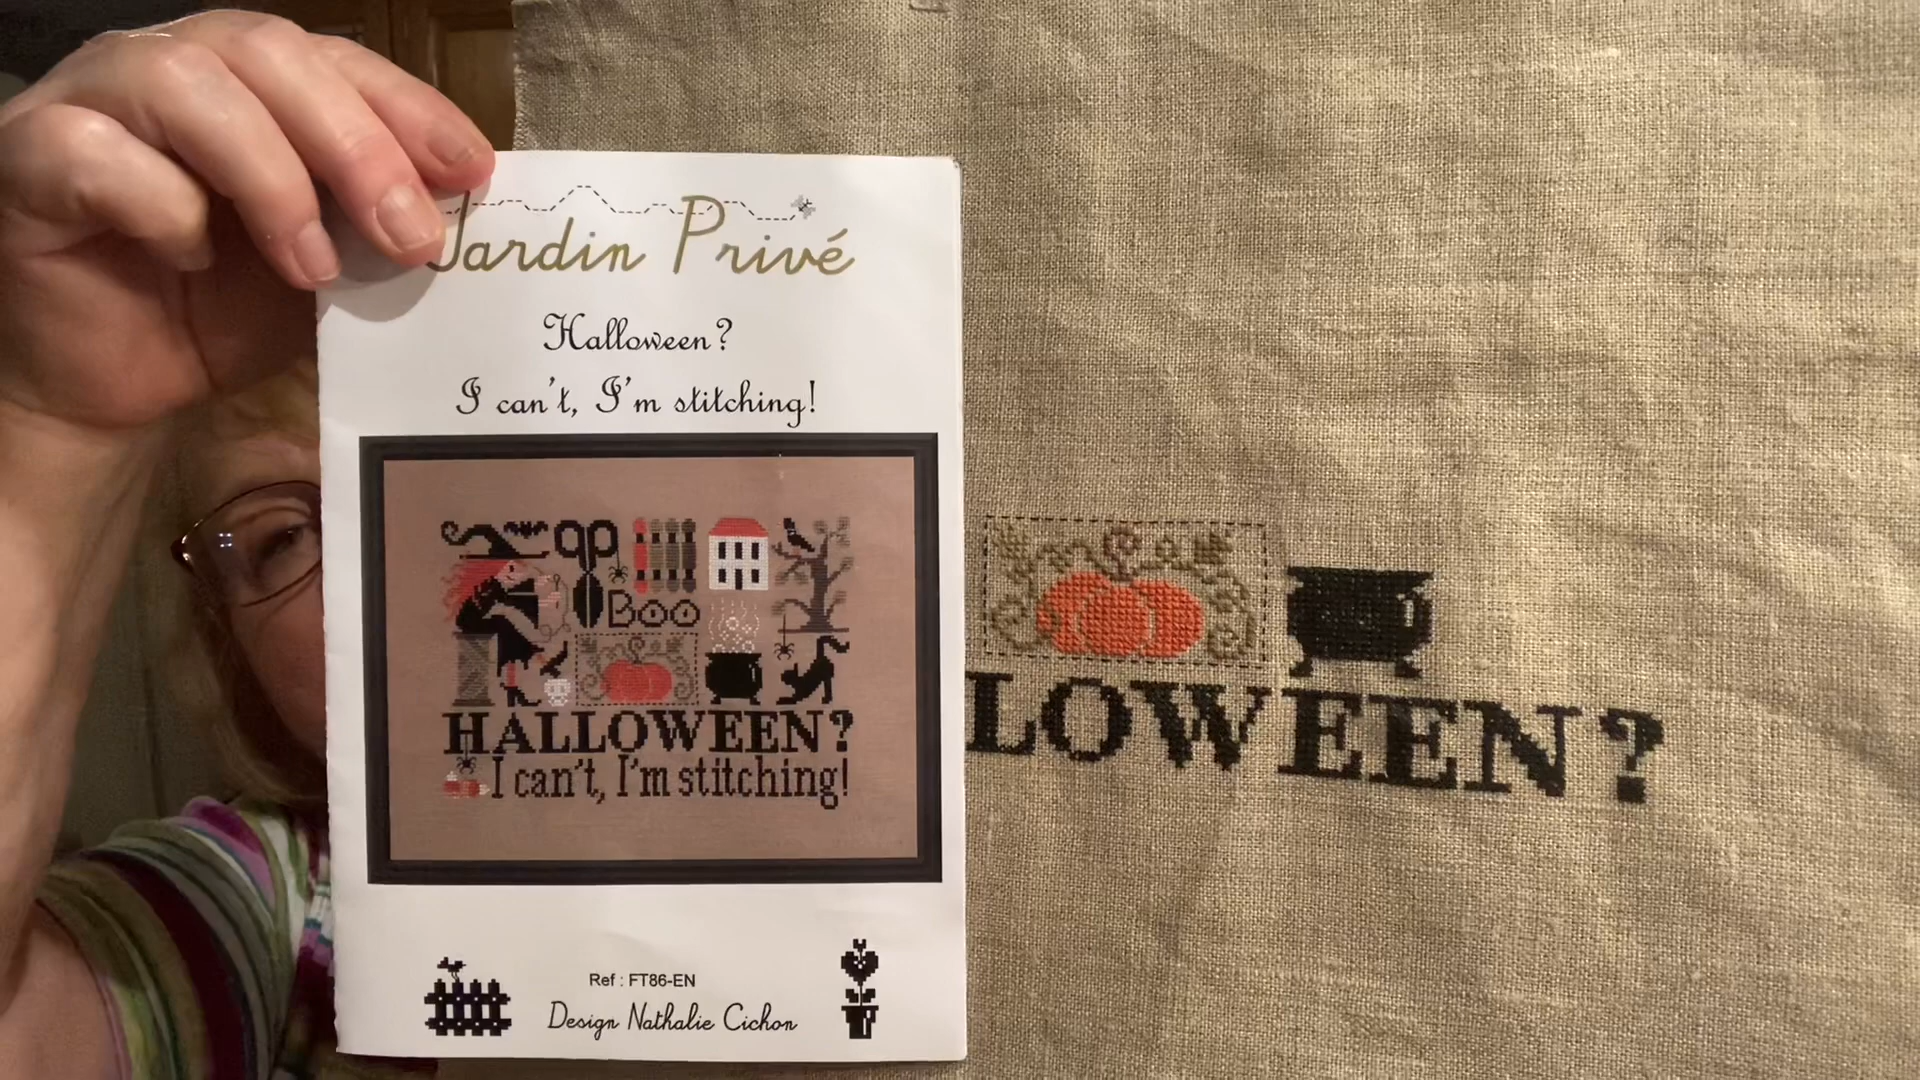 Jardin Privé
Halloween?
I can't, I'm stitching!
BOO
HALLOWEEN?
I can't, I'm stitching!
Ref : FT86-EN
Design Nathalie Cichon
LOWEEN?